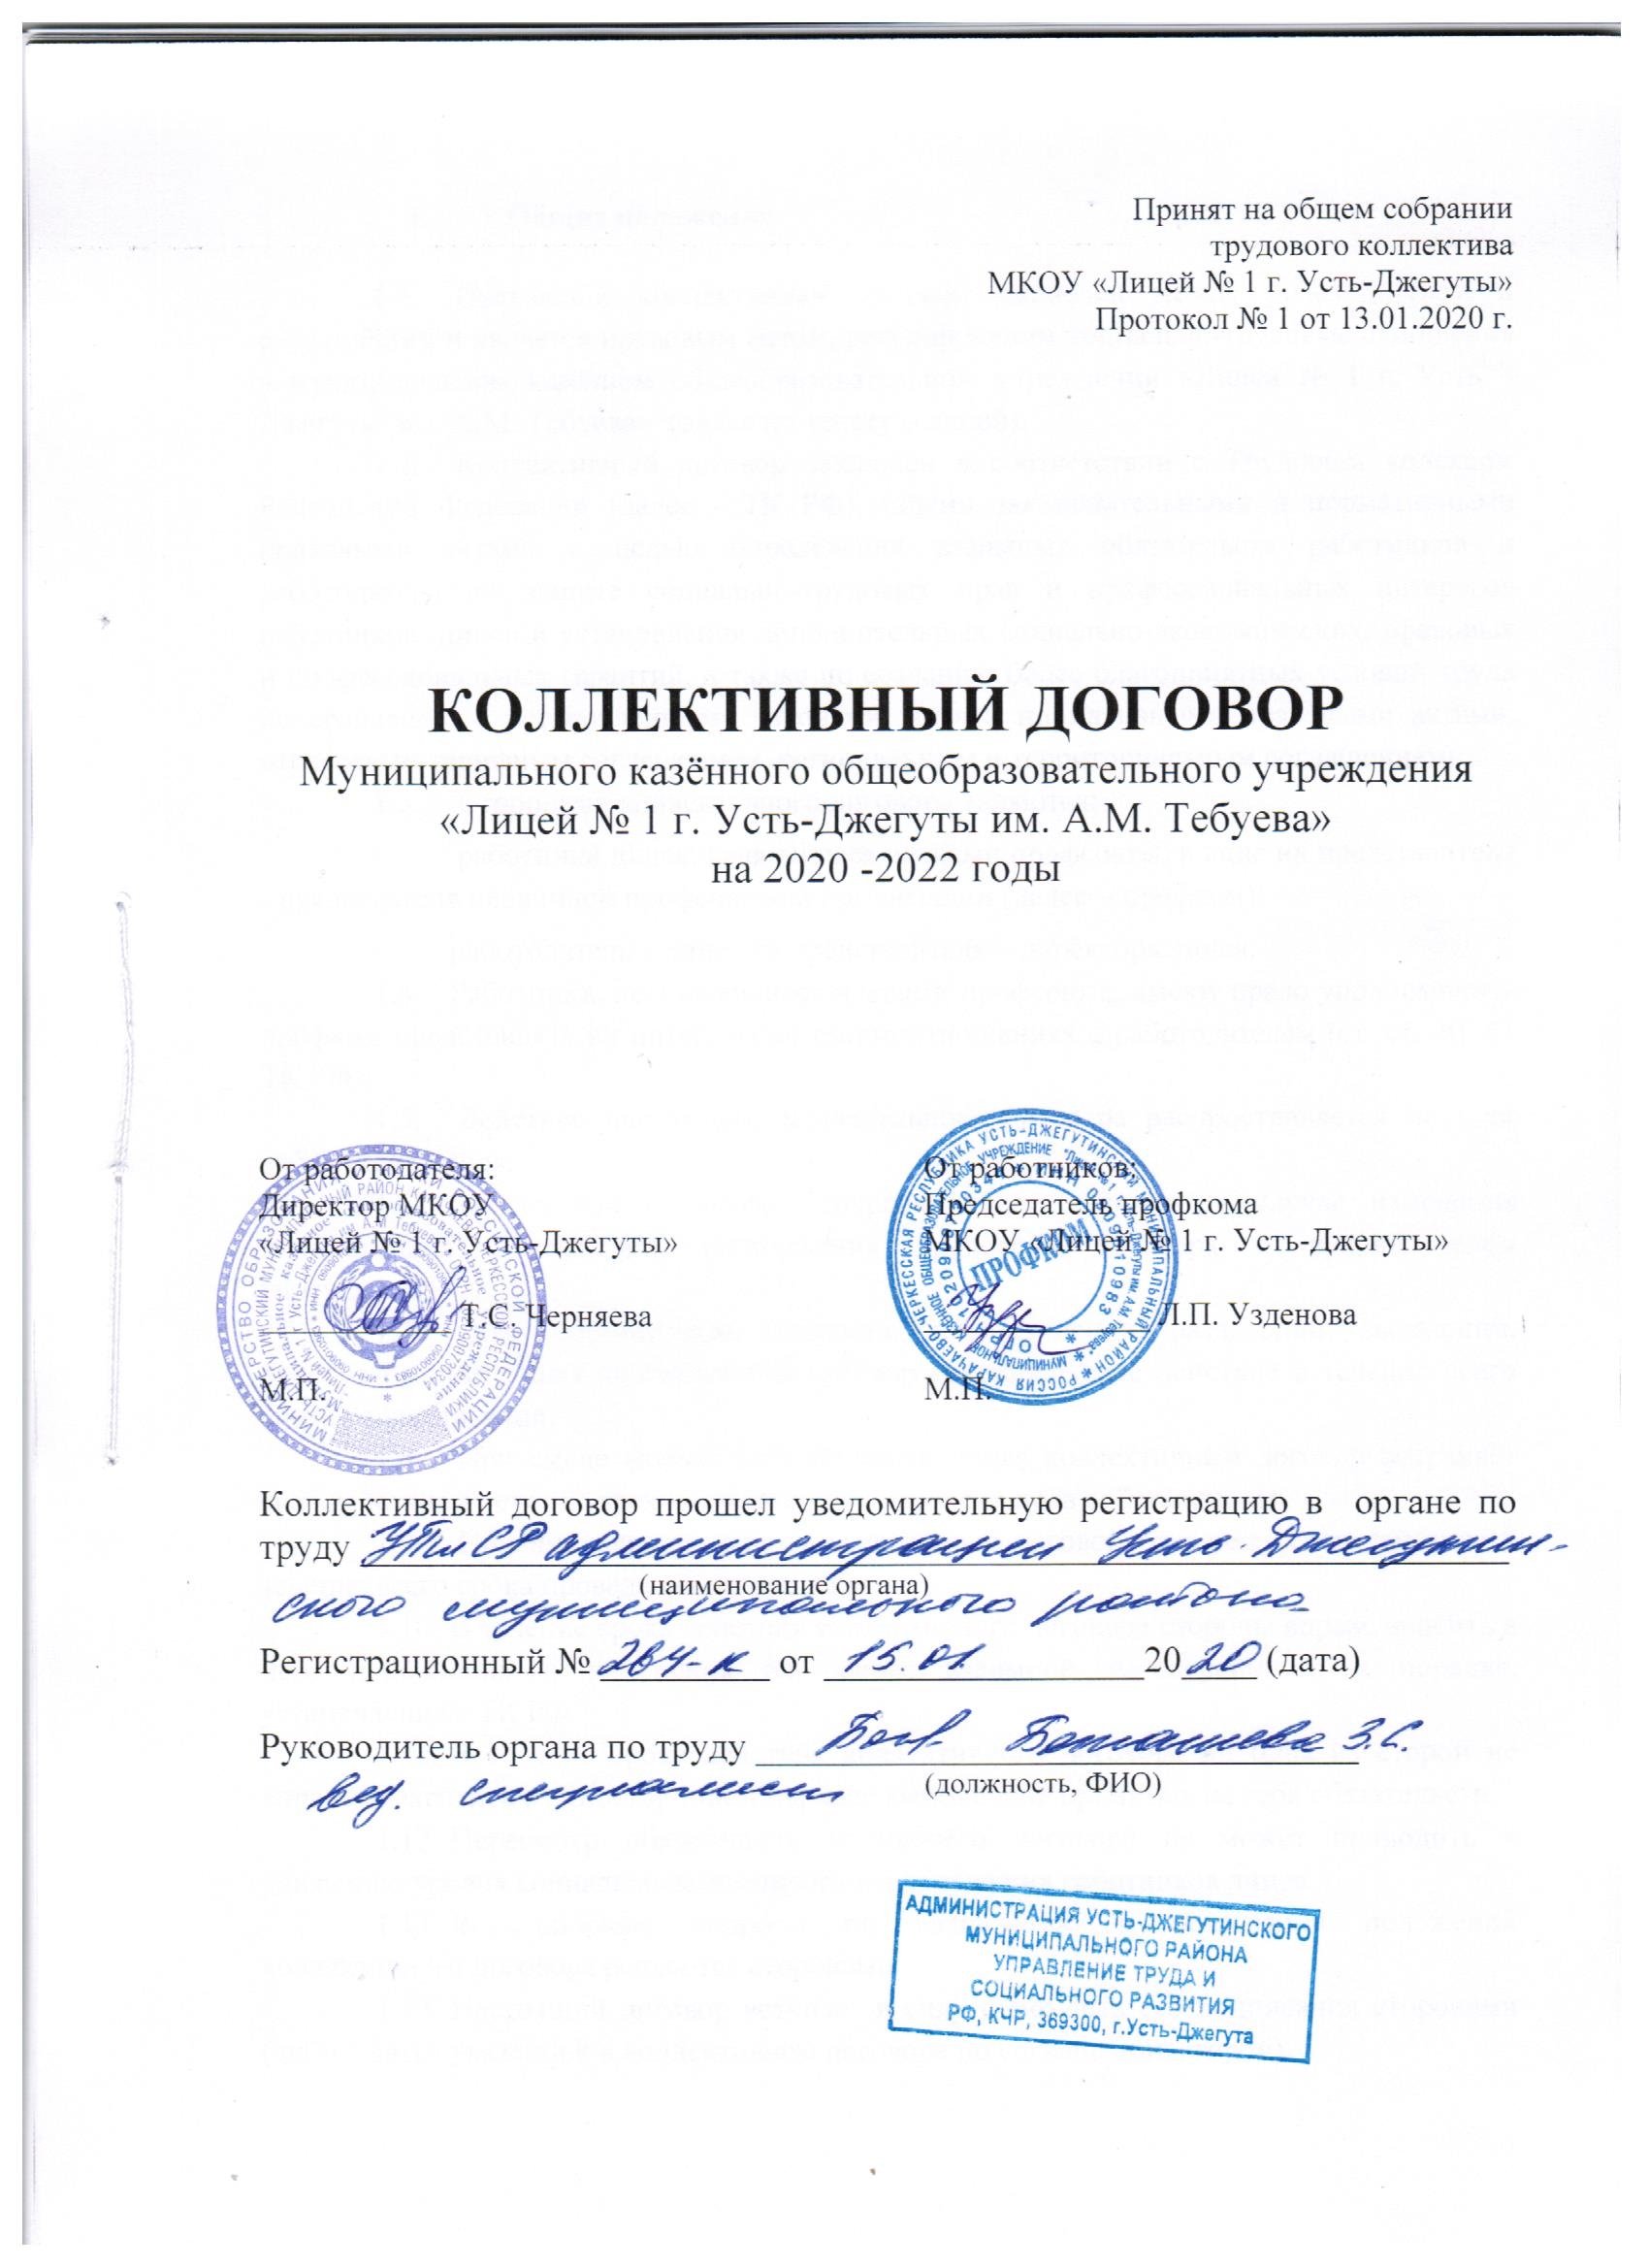 Принят на общем собрании
трудового коллектива
МКОУ «Лицей № 1 г. Усть-Джегуты»
Протокол № 1 от 13.01.2020 г.
КОЛЛЕКТИВНЫЙ ДОГОВОР
Муниципального казённого общеобразовательного учреждения
«Лицей № 1 г. Усть-Джегуты им. А.М. Тебуева»
на 2020 -2022 годы
От работодателя:
Директор МКОУ
«Лицей № 1 г. Усть-Джегуты»
Т.С. Черняева
М.П.
От работников:
Председатель профкома
МКОУ «Лицей № 1 г. Усть-Джегуты»
Л.П. Узденова
М.П.
ПРОФКОМ
Коллективный договор прошел уведомительную регистрацию в органе по
труду УТиСР администрации Усть-Джегутин-
(наименование органа)
ского муниципального района
Регистрационный № 264-к от 15.01. 2020 (дата)
Руководитель органа по труду Боташева З.С.
(должность, ФИО)
вед. специалист
АДМИНИСТРАЦИЯ УСТЬ-ДЖЕГУТИНСКОГО
МУНИЦИПАЛЬНОГО РАЙОНА
УПРАВЛЕНИЕ ТРУДА И
СОЦИАЛЬНОГО РАЗВИТИЯ
РФ, КЧР, 369300, г.Усть-Джегута